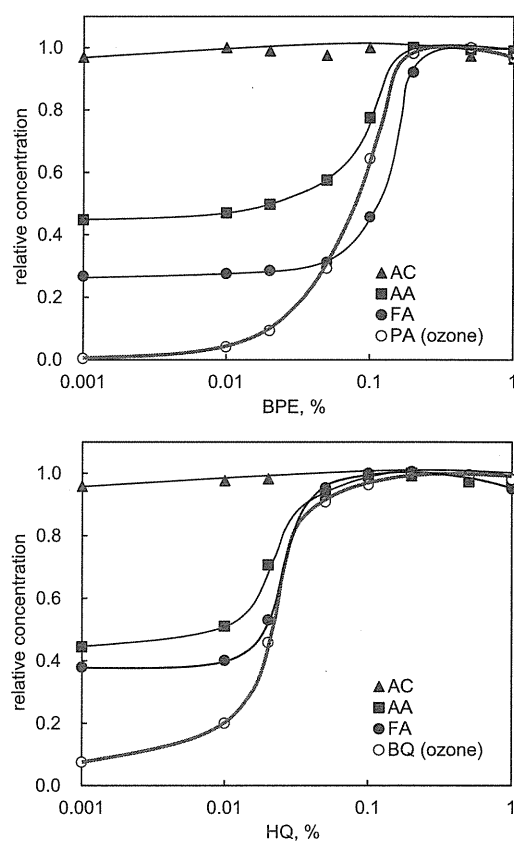 relative concentration
1.0
0.8
0.6
0.4
0.2
0.0
AC
AA
FA
PA (ozone)
0.001
0.01
0.1
1
BPE, %
relative concentration
1.0
0.8
0.6
0.4
0.2
0.0
AC
AA
FA
BQ (ozone)
0.001
0.01
0.1
1
HQ, %